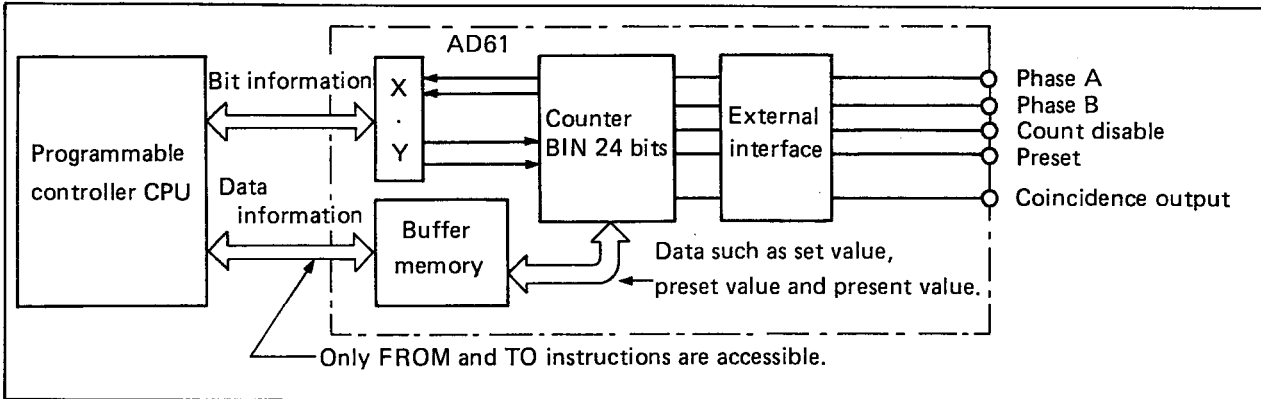 AD61
Bit information
X
.
Y
Programmable
controller CPU
Data
information
Buffer
memory
Counter
BIN 24 bits
External
interface
Phase A
Phase B
Count disable
Preset
Coincidence output
Data such as set value,
preset value and present value.
Only FROM and TO instructions are accessible.